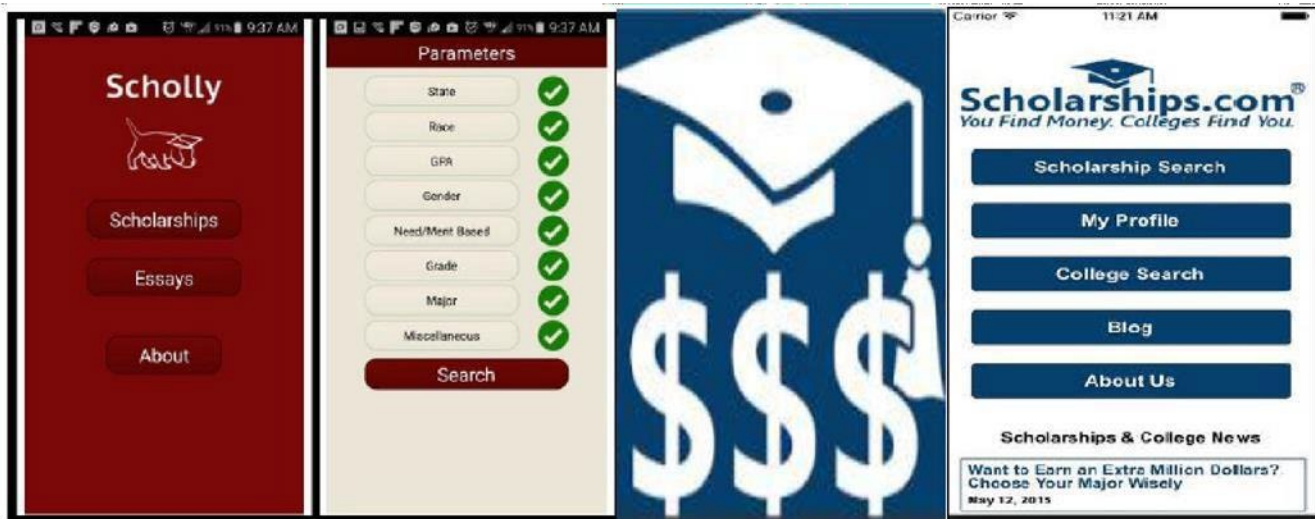 9:37 AM
Scholly
Scholarships
Essays
About
91% 9:37 AM
Parameters
State
Race
GPA
Gender
Need/Merit Based
Grade
Major
Miscellaneous
Search
$$$
Carrier 11:21 AM
Scholarships.com®
You Find Money. Colleges Find You.
Scholarship Search
My Profile
College Search
Blog
About Us
Scholarships & College News
Want to Earn an Extra Million Dollars?
Choose Your Major Wisely
May 12, 2015